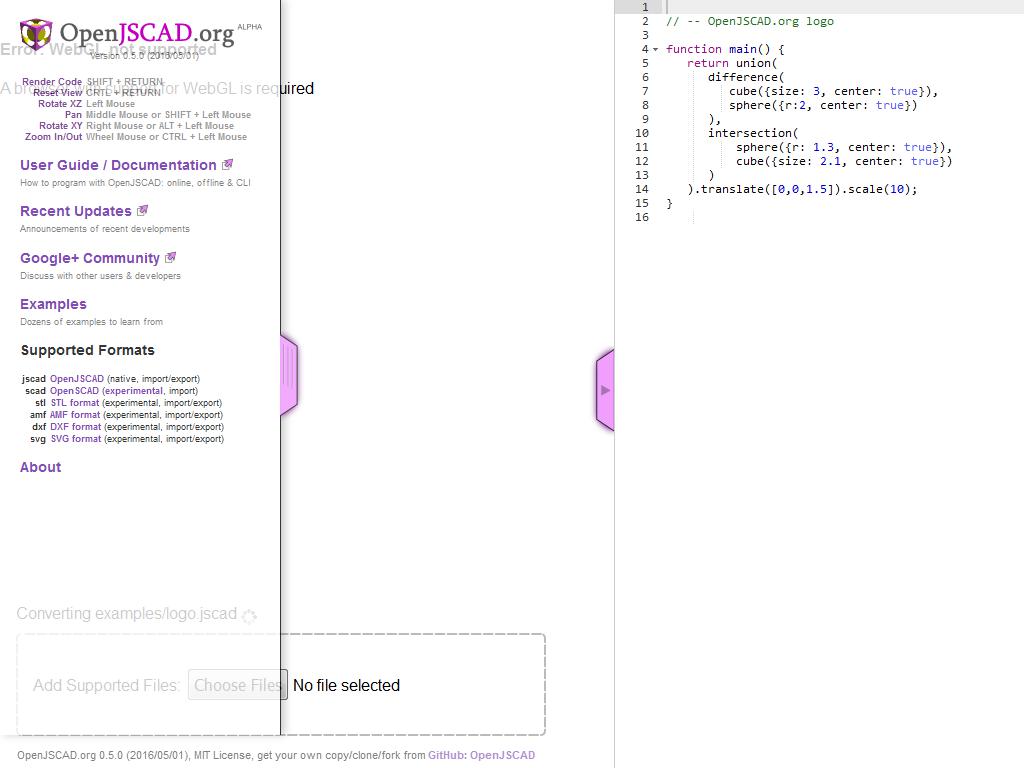 OpenJSCAD.org ALPHA
Error: WebGL not supported
Version 0.5.0 (2016/05/01)
A browser with support for WebGL is required
Render Code SHIFT + RETURN
Reset View CRTL + RETURN
Rotate XZ Left Mouse
Pan Middle Mouse or SHIFT + Left Mouse
Rotate XY Right Mouse or ALT + Left Mouse
Zoom In/Out Wheel Mouse or CTRL + Left Mouse
User Guide / Documentation
How to program with OpenJSCAD: online, offline & CLI
Recent Updates
Announcements of recent developments
Google+ Community
Discuss with other users & developers
Examples
Dozens of examples to learn from
Supported Formats
jscad OpenJSCAD (native, import/export)
scad OpenSCAD (experimental, import)
stl STL format (experimental, import/export)
amf AMF format (experimental, import/export)
dxf DXF format (experimental, import/export)
svg SVG format (experimental, import/export)
About
Converting examples/logo.jscad
Add Supported Files: Choose Files No file selected
OpenJSCAD.org 0.5.0 (2016/05/01), MIT License, get your own copy/clone/fork from GitHub: OpenJSCAD
1
2 // -- OpenJSCAD.org logo
3
4 function main() {
5 return union(
6 difference(
7 cube({size: 3, center: true}),
8 sphere({r:2, center: true})
9 ),
10 intersection(
11 sphere({r: 1.3, center: true}),
12 cube({size: 2.1, center: true})
13 )
14 ).translate([0,0,1.5]).scale(10);
15 }
16